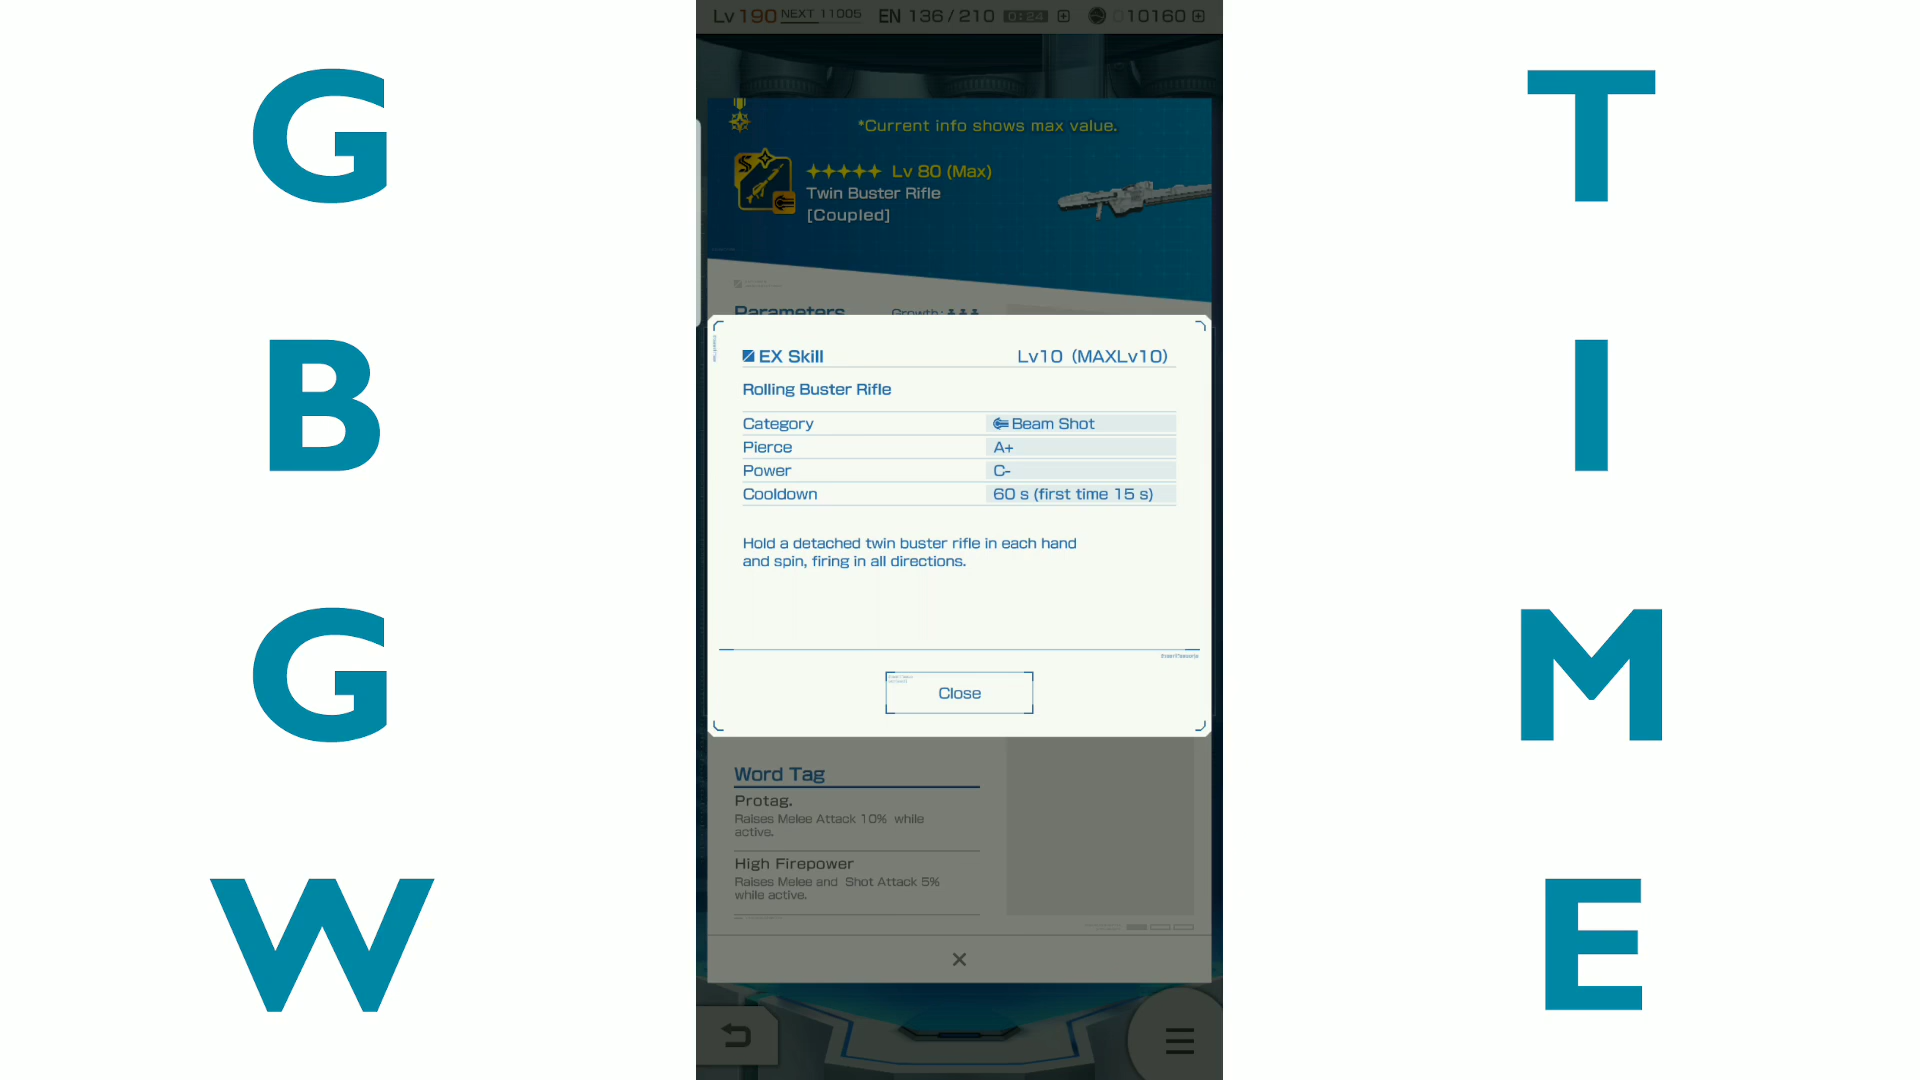 G
B
G
W
Lv 190 NEXT 11005 EN 136/210 0:24 10160
*Current info shows max value.
Lv 80 (Max)
Twin Buster Rifle
[Coupled]
Parameters Growth:
EX Skill Lv10 (MAXLv10)
Rolling Buster Rifle
Category Beam Shot
Pierce A+
Power C-
Cooldown 60 s (first time 15 s)
Hold a detached twin buster rifle in each hand
and spin, firing in all directions.
Close
Word Tag
Protag.
Raises Melee Attack 10% while
active.
High Firepower
Raises Melee and Shot Attack 5%
while active.
T
I
M
E